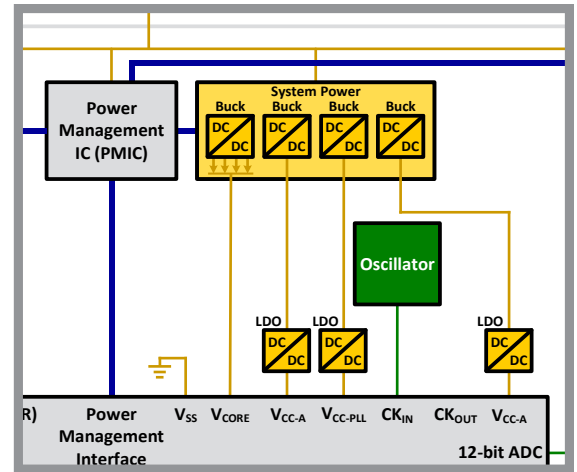 System Power
Buck Buck Buck Buck
DC DC DC DC
DC DC DC DC
Power
Management
IC (PMIC)
Oscillator
LDO LDO LDO
DC DC DC
DC DC DC
R) Power
Management
Interface
VSS VCORE VCC-A VCC-PLL CKIN CKOUT VCC-A
12-bit ADC